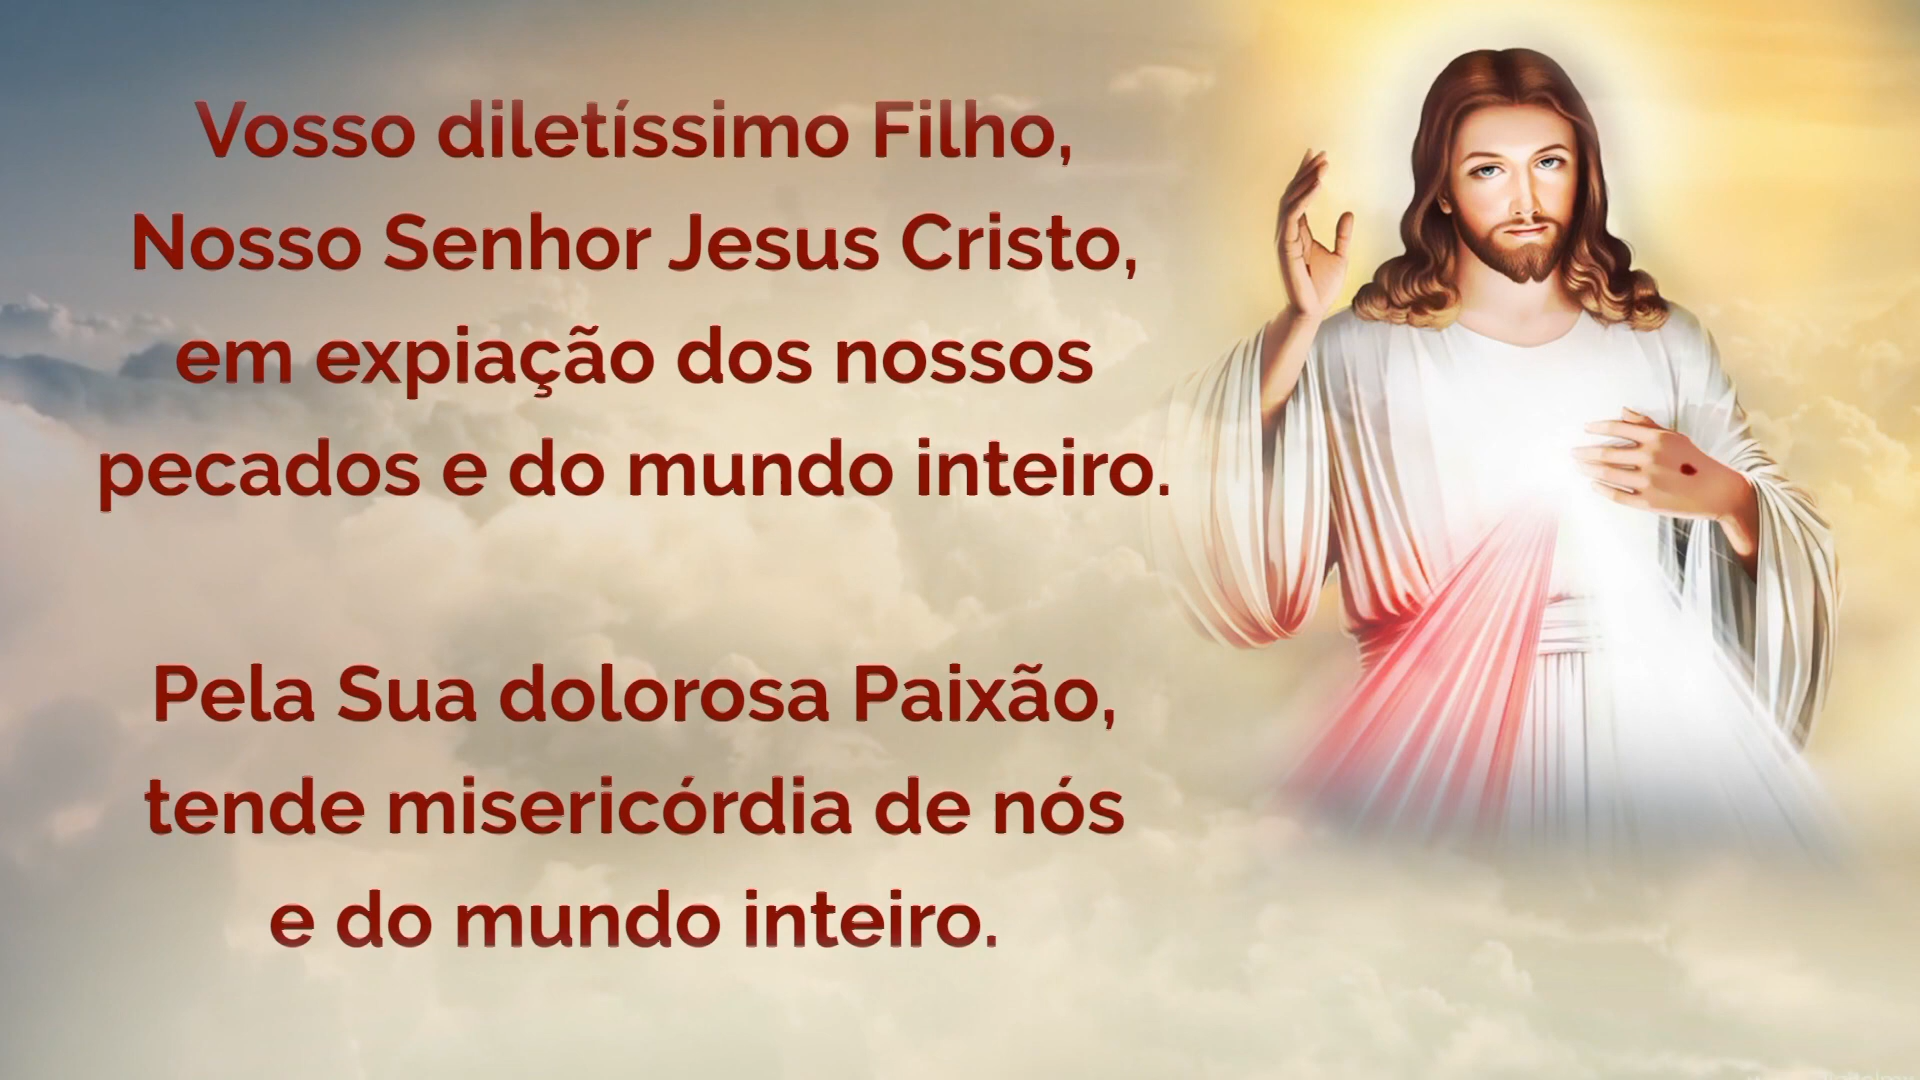 Vosso diletíssimo Filho,
Nosso Senhor Jesus Cristo,
em expiação dos nossos
pecados e do mundo inteiro.
Pela Sua dolorosa Paixão,
tende misericórdia de nós
e do mundo inteiro.